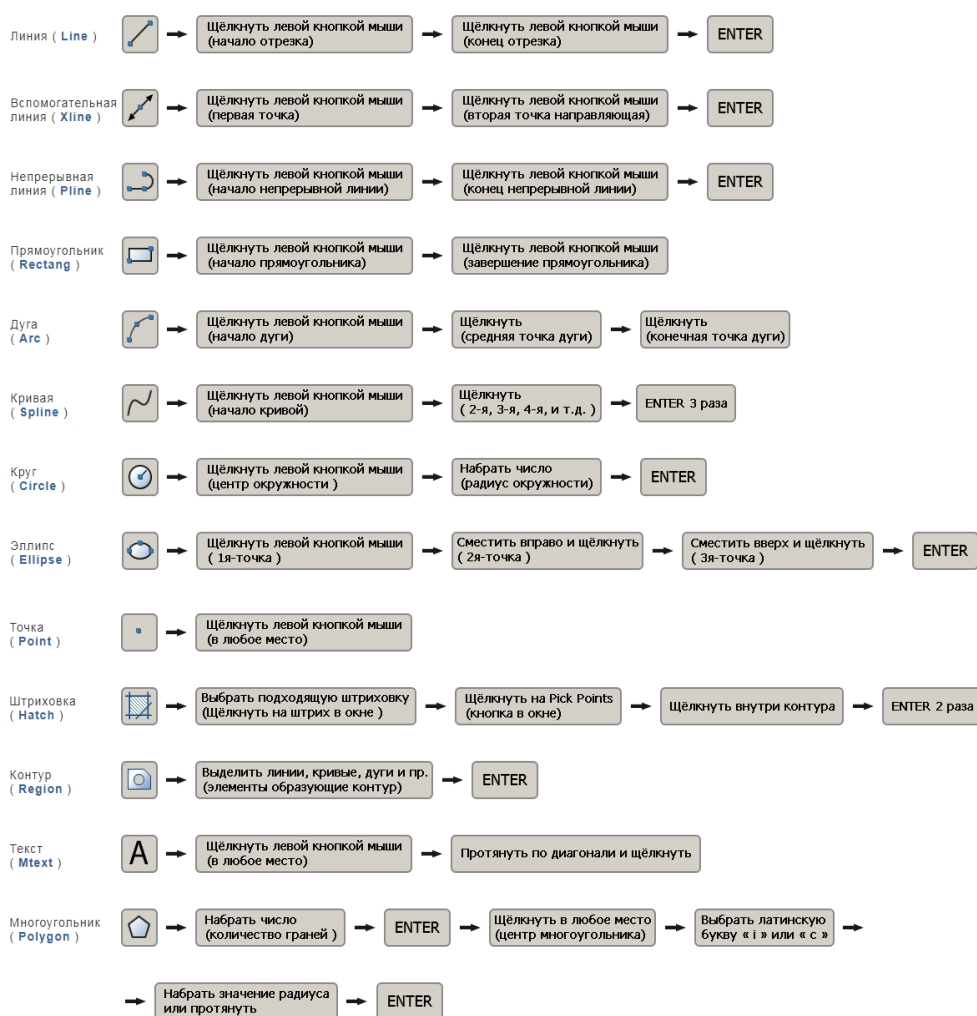 Линия ( Line )
Щёлкнуть левой кнопкой мыши
(начало отрезка)
Щёлкнуть левой кнопкой мыши
(конец отрезка)
ENTER
Вспомогательная
линия ( Xline )
Щёлкнуть левой кнопкой мыши
(первая точка)
Щёлкнуть левой кнопкой мыши
(вторая точка направляющая)
ENTER
Непрерывная
линия ( Pline )
Щёлкнуть левой кнопкой мыши
(начало непрерывной линии)
Щёлкнуть левой кнопкой мыши
(конец непрерывной линии)
ENTER
Прямоугольник
( Rectang )
Щёлкнуть левой кнопкой мыши
(начало прямоугольника)
Щёлкнуть левой кнопкой мыши
(завершение прямоугольника)
Дуга
( Arc )
Щёлкнуть левой кнопкой мыши
(начало дуги)
Щёлкнуть
(средняя точка дуги)
Щёлкнуть
(конечная точка дуги)
Кривая
( Spline )
Щёлкнуть левой кнопкой мыши
(начало кривой)
Щёлкнуть
( 2-я, 3-я, 4-я, и т.д. )
ENTER 3 раза
Круг
( Circle )
Щёлкнуть левой кнопкой мыши
(центр окружности )
Набрать число
(радиус окружности)
ENTER
Эллипс
( Ellipse )
Щёлкнуть левой кнопкой мыши
( 1я-точка )
Сместить вправо и щёлкнуть
( 2я-точка )
Сместить вверх и щёлкнуть
( 3я-точка )
ENTER
Точка
( Point )
Щёлкнуть левой кнопкой мыши
(в любое место)
Штриховка
( Hatch )
Выбрать подходящую штриховку
(Щёлкнуть на штрих в окне )
Щёлкнуть на Pick Points
(кнопка в окне)
Щёлкнуть внутри контура
ENTER 2 раза
Контур
( Region )
Выделить линии, кривые, дуги и пр.
(элементы образующие контур)
ENTER
Текст
( Mtext )
A
Щёлкнуть левой кнопкой мыши
(в любое место)
Протянуть по диагонали и щёлкнуть
Многоугольник
( Polygon )
Набрать число
(количество граней )
ENTER
Щёлкнуть в любое место
(центр многоугольника)
Выбрать латинскую
букву « i » или « c »
Набрать значение радиуса
или протянуть
ENTER